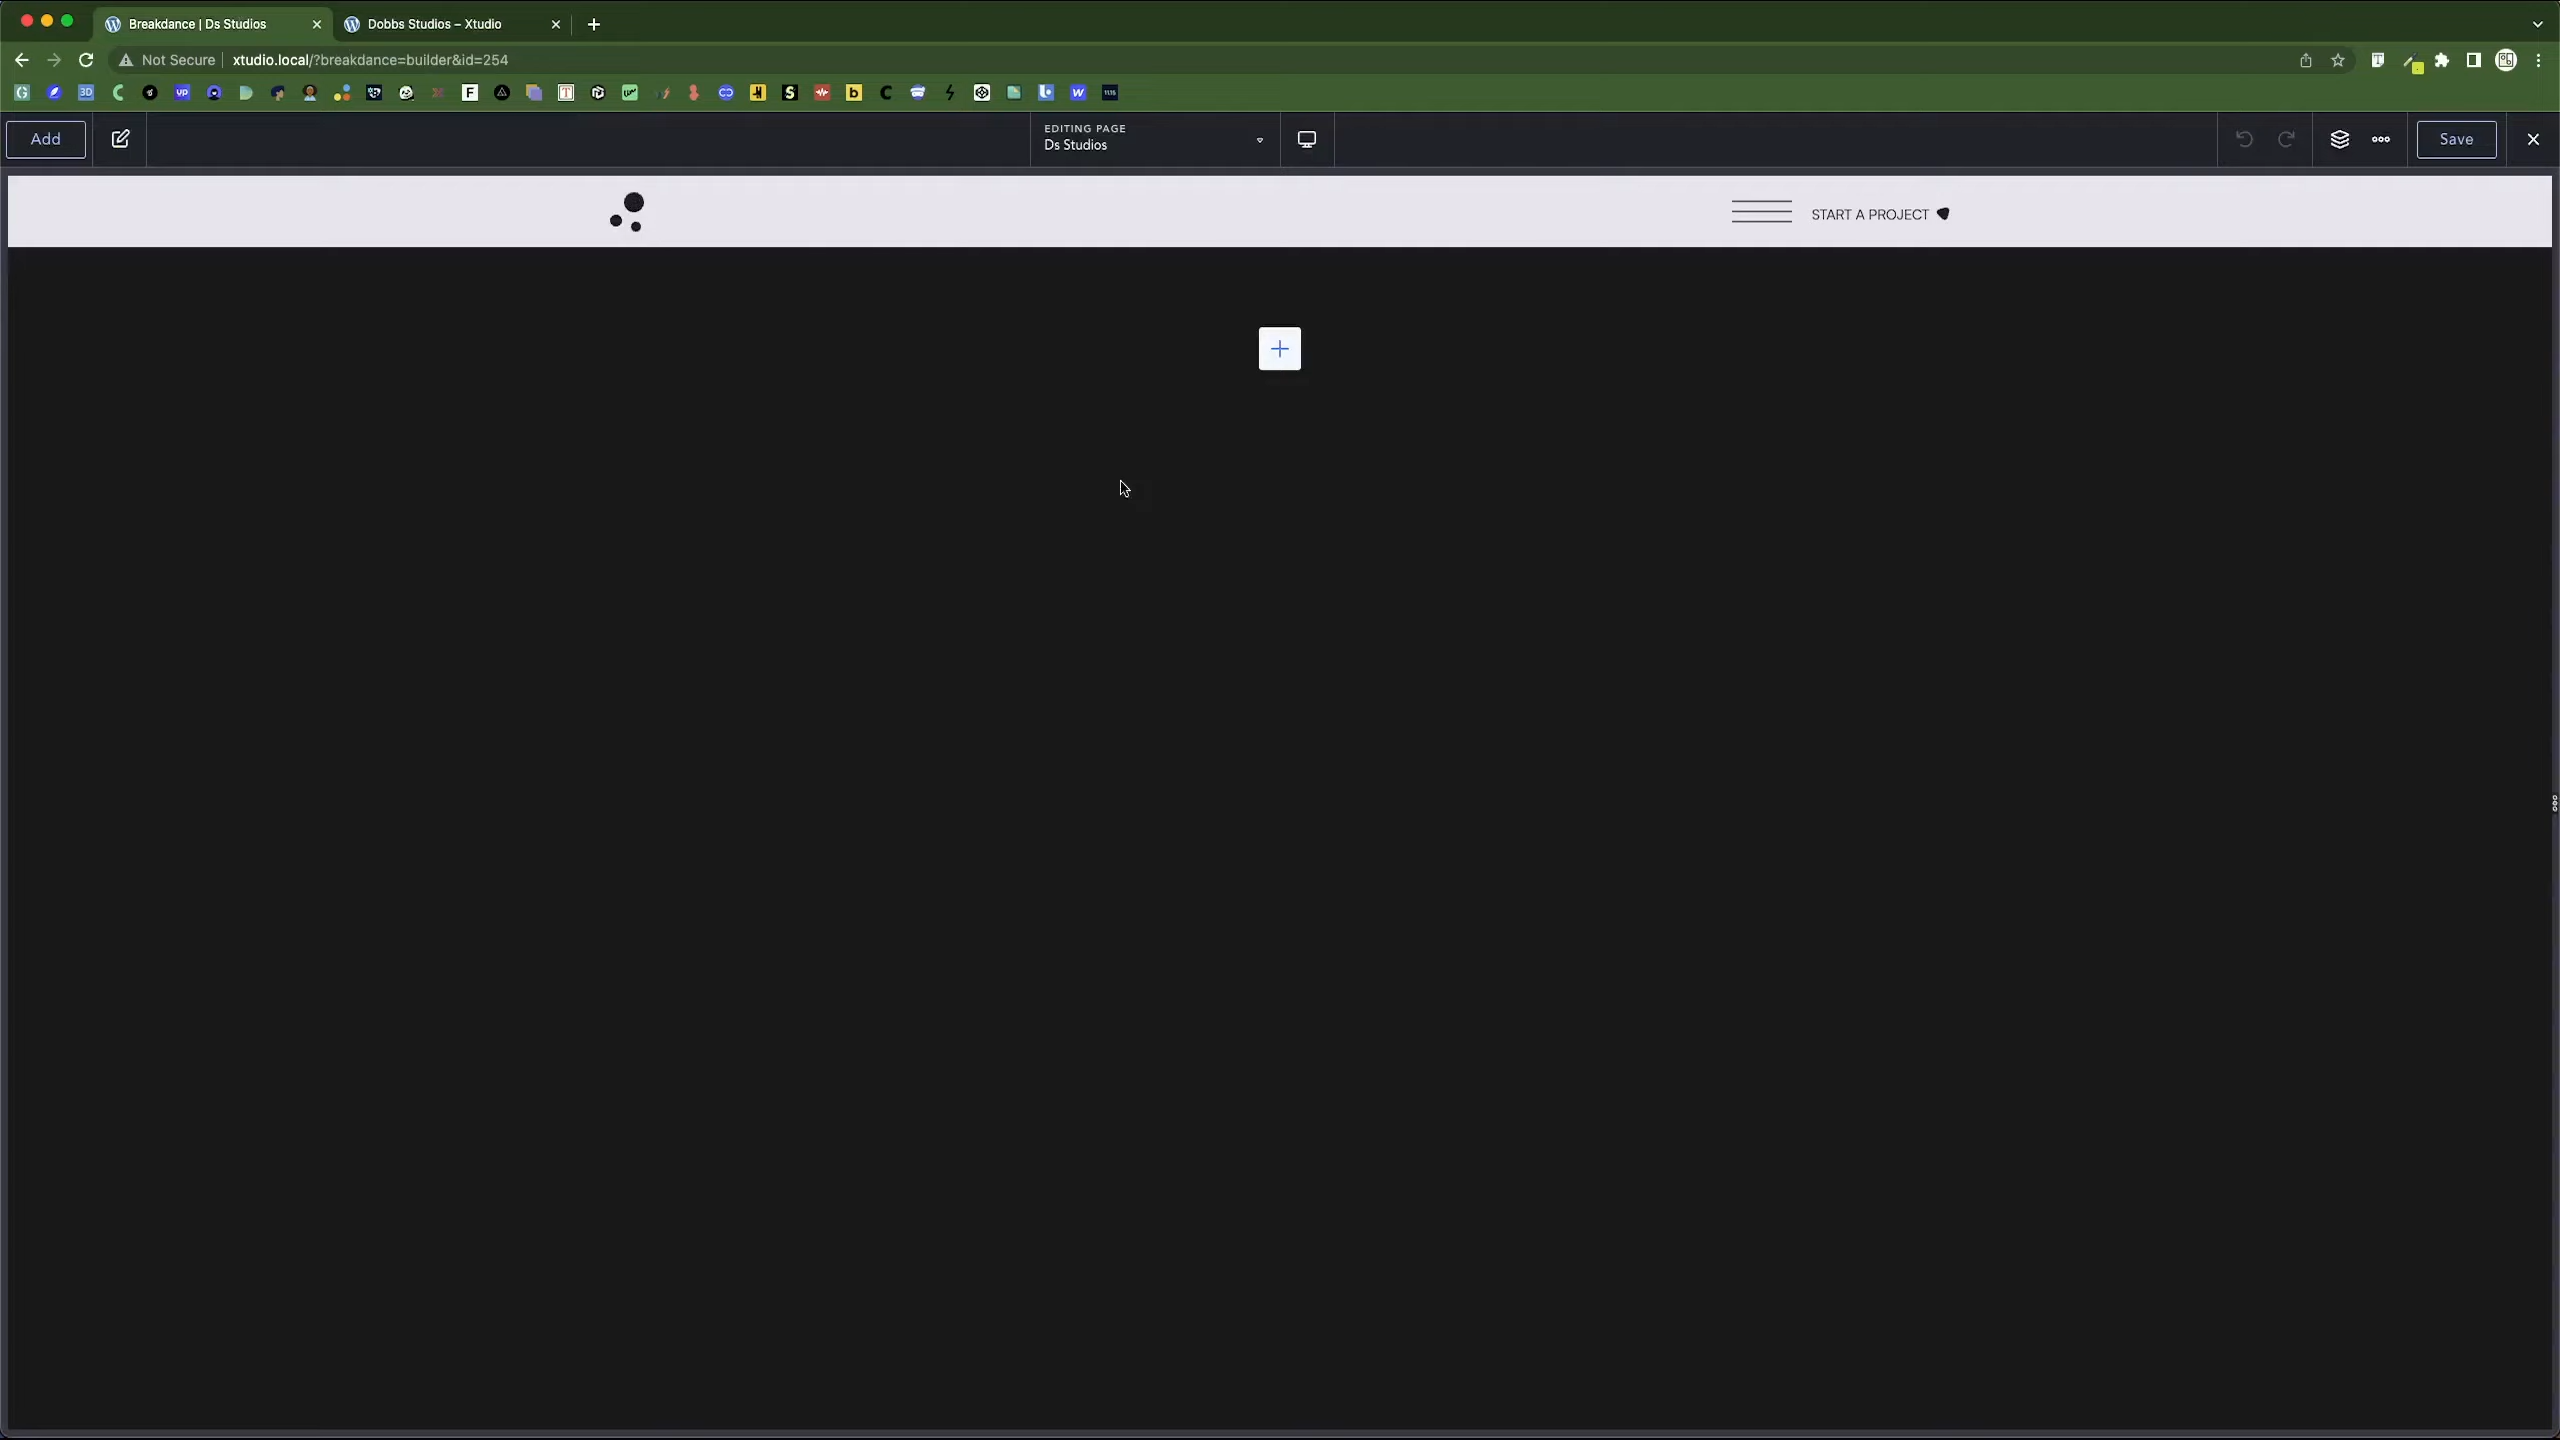 Breakdance | Ds Studios
Dobbs Studios – Xtudio
Not Secure
xtudio.local/?breakdance=builder&id=254
Add
EDITING PAGE
Ds Studios
Save
START A PROJECT